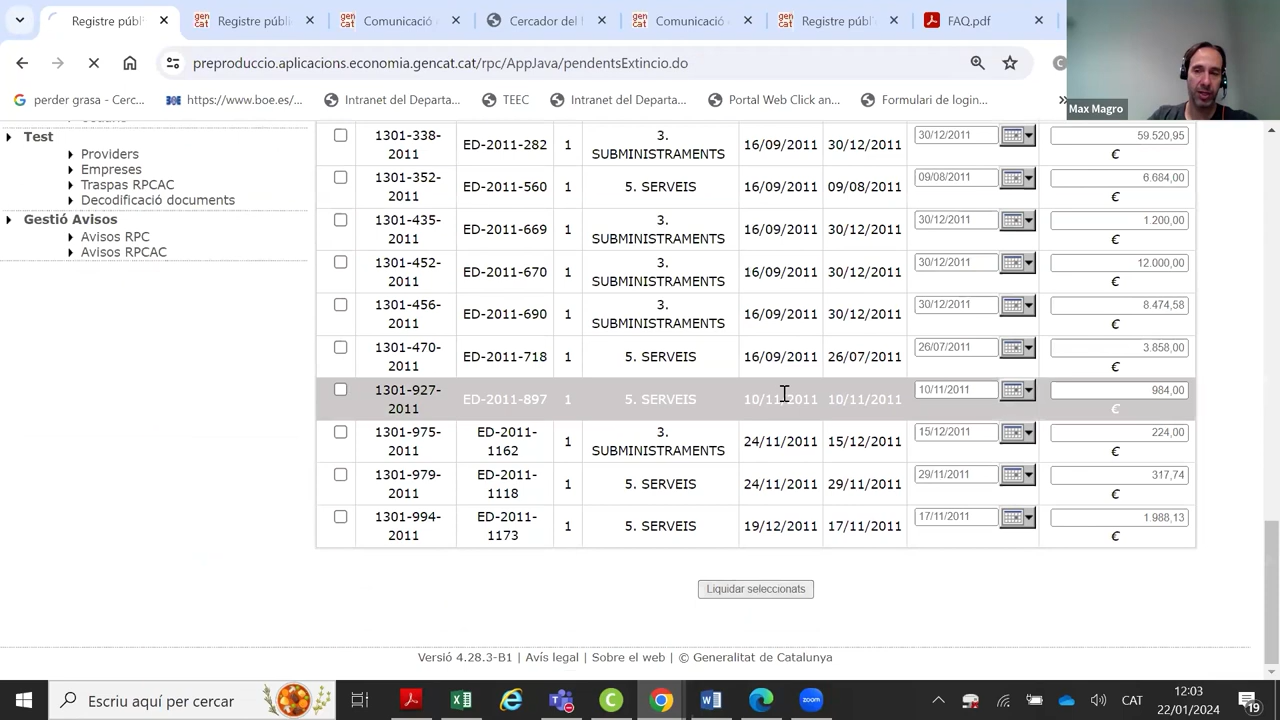 Registre públi
Registre públi
Comunicació
Cercador del
Comunicació
Registre públ
FAQ.pdf
preproduccio.aplicacions.economia.gencat.cat/rpc/AppJava/pendentsExtincio.do
perder grasa - Cerc...
https://www.boe.es/...
Intranet del Departa...
TEEC
Intranet del Departa...
Portal Web Click an...
Formulari de login...
Max Magro
Test
Providers
Empreses
Traspas RPCAC
Decodificació documents
Gestió Avisos
Avisos RPC
Avisos RPCAC
1301-338-
2011
ED-2011-282
1
3.
SUBMINISTRAMENTS
16/09/2011
30/12/2011
30/12/2011
59.520,95
€
1301-352-
2011
ED-2011-560
1
5. SERVEIS
16/09/2011
09/08/2011
09/08/2011
6.684,00
€
1301-435-
2011
ED-2011-669
1
3.
SUBMINISTRAMENTS
16/09/2011
30/12/2011
30/12/2011
1.200,00
€
1301-452-
2011
ED-2011-670
1
3.
SUBMINISTRAMENTS
16/09/2011
30/12/2011
30/12/2011
12.000,00
€
1301-456-
2011
ED-2011-690
1
3.
SUBMINISTRAMENTS
16/09/2011
30/12/2011
30/12/2011
8.474,58
€
1301-470-
2011
ED-2011-718
1
5. SERVEIS
16/09/2011
26/07/2011
26/07/2011
3.858,00
€
1301-927-
2011
ED-2011-897
1
5. SERVEIS
10/11/2011
10/11/2011
10/11/2011
984,00
€
1301-975-
2011
ED-2011-
1162
1
3.
SUBMINISTRAMENTS
24/11/2011
15/12/2011
15/12/2011
224,00
€
1301-979-
2011
ED-2011-
1118
1
5. SERVEIS
24/11/2011
29/11/2011
29/11/2011
317,74
€
1301-994-
2011
ED-2011-
1173
1
5. SERVEIS
19/12/2011
17/11/2011
17/11/2011
1.988,13
€
Liquidar seleccionats
Versió 4.28.3-B1 | Avís legal | Sobre el web | © Generalitat de Catalunya
Escriu aquí per cercar
zoom
CAT
12:03
22/01/2024
19